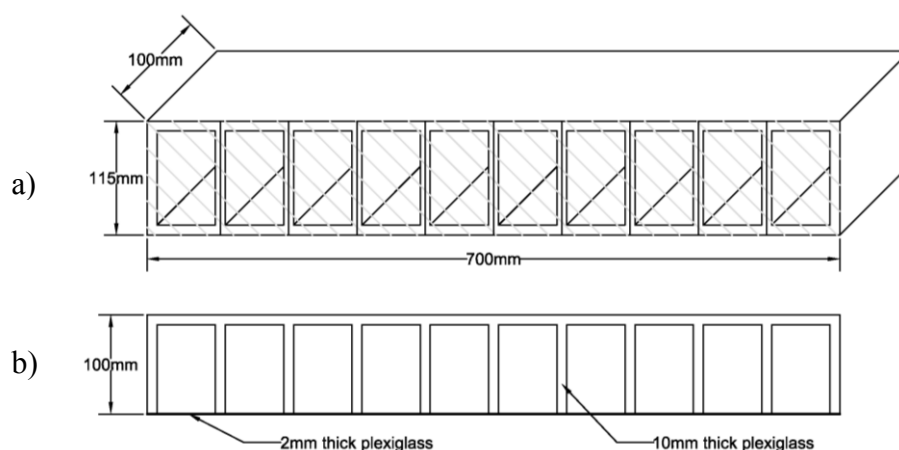 100mm
a)
115mm
700mm
b)
100mm
2mm thick plexiglass
10mm thick plexiglass